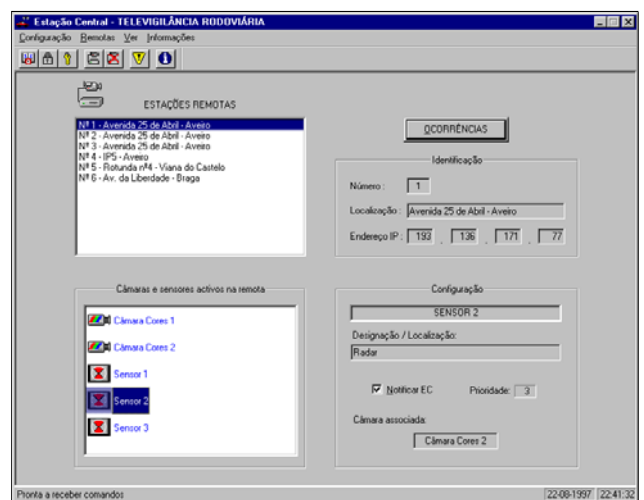 Estação Central - TELEVIGILÂNCIA RODOVIÁRIA
Configuração Remotas Ver Informações
ESTAÇÕES REMOTAS
Nº 1 - Avenida 25 de Abril - Aveiro
Nº 2 - Avenida 25 de Abril - Aveiro
Nº 3 - Avenida 25 de Abril - Aveiro
Nº 4 - IP5 - Aveiro
Nº 5 - Rotunda nº4 - Viana do Castelo
Nº 6 - Av. da Liberdade - Braga
OCORRÊNCIAS
Identificação
Número : 1
Localização : Avenida 25 de Abril - Aveiro
Endereço IP : 193 . 136 . 171 . 77
Câmaras e sensores activos na remota
Câmara Cores 1
Câmara Cores 2
Sensor 1
Sensor 2
Sensor 3
Configuração
SENSOR 2
Designação / Localização:
Radar
Notificar EC Prioridade: 3
Câmara associada:
Câmara Cores 2
Pronta a receber comandos 22-08-1997 22:41:32